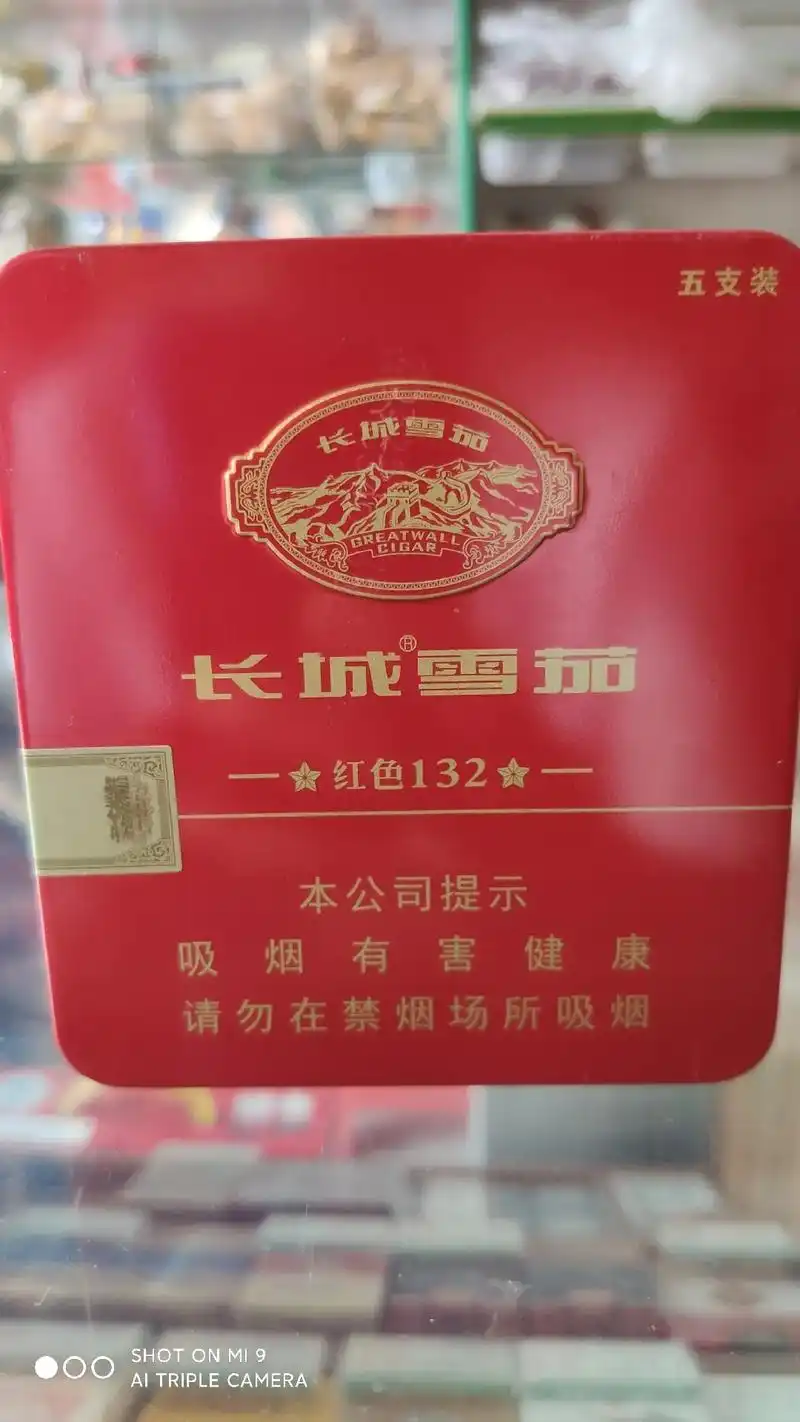 五支装
长城雪茄
GREATWALL
CIGAR
长城®雪茄
红色132
本公司提示
吸烟有害健康
请勿在禁烟场所吸烟
SHOT ON MI 9
AI TRIPLE CAMERA